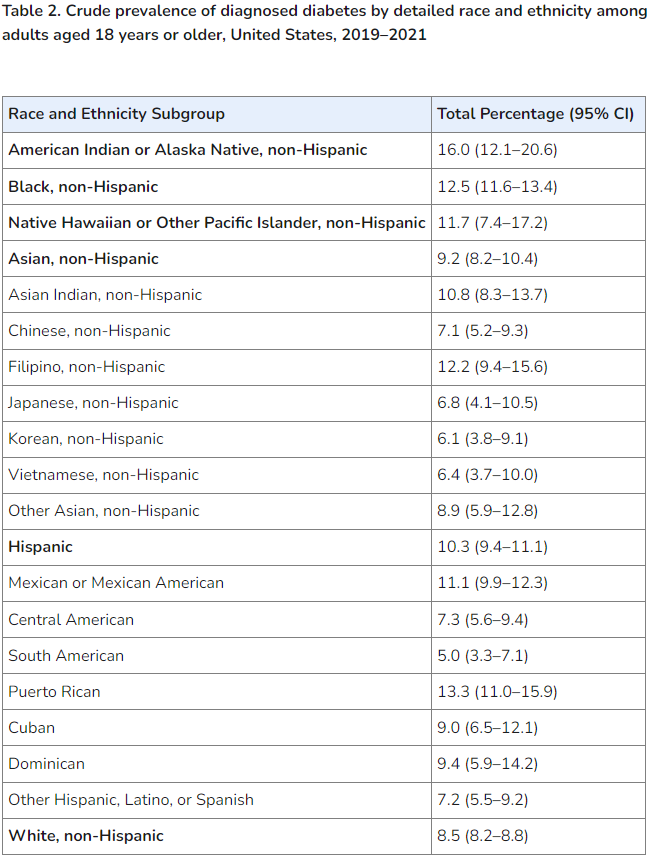 Table 2. Crude prevalence of diagnosed diabetes by detailed race and ethnicity among
adults aged 18 years or older, United States, 2019–2021
Race and Ethnicity Subgroup Total Percentage (95% CI)
American Indian or Alaska Native, non-Hispanic 16.0 (12.1–20.6)
Black, non-Hispanic 12.5 (11.6–13.4)
Native Hawaiian or Other Pacific Islander, non-Hispanic 11.7 (7.4–17.2)
Asian, non-Hispanic 9.2 (8.2–10.4)
Asian Indian, non-Hispanic 10.8 (8.3–13.7)
Chinese, non-Hispanic 7.1 (5.2–9.3)
Filipino, non-Hispanic 12.2 (9.4–15.6)
Japanese, non-Hispanic 6.8 (4.1–10.5)
Korean, non-Hispanic 6.1 (3.8–9.1)
Vietnamese, non-Hispanic 6.4 (3.7–10.0)
Other Asian, non-Hispanic 8.9 (5.9–12.8)
Hispanic 10.3 (9.4–11.1)
Mexican or Mexican American 11.1 (9.9–12.3)
Central American 7.3 (5.6–9.4)
South American 5.0 (3.3–7.1)
Puerto Rican 13.3 (11.0–15.9)
Cuban 9.0 (6.5–12.1)
Dominican 9.4 (5.9–14.2)
Other Hispanic, Latino, or Spanish 7.2 (5.5–9.2)
White, non-Hispanic 8.5 (8.2–8.8)